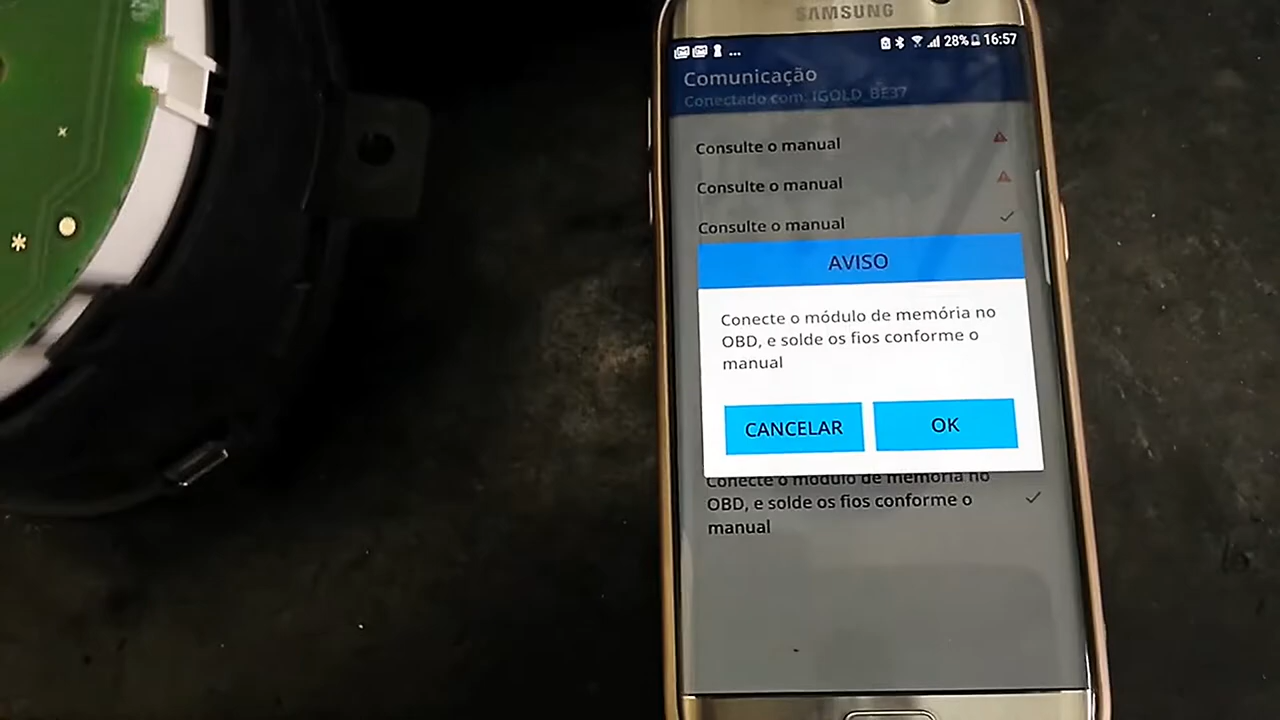 SAMSUNG
28% 16:57
Comunicação
Conectado com: IGOLD_BE37
Consulte o manual
Consulte o manual
Consulte o manual
AVISO
Conecte o módulo de memória no
OBD, e solde os fios conforme o
manual
CANCELAR
OK
Conecte o módulo de memória no
OBD, e solde os fios conforme o
manual